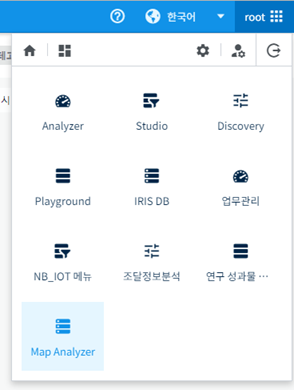 한국어 root
시
Analyzer Studio Discovery
Playground IRIS DB 업무관리
NB_IOT 메뉴 조달정보분석 연구 성과물 ...
Map Analyzer